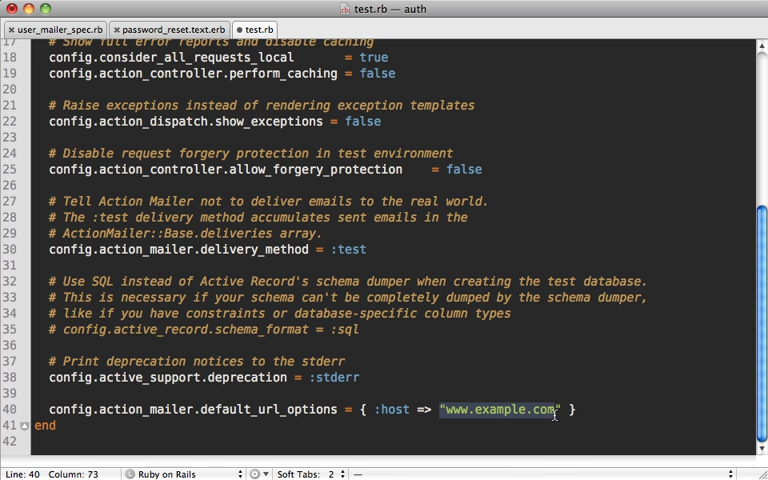 test.rb — auth
user_mailer_spec.rb password_reset.text.erb test.rb
17 # Show full error reports and disable caching
18 config.consider_all_requests_local = true
19 config.action_controller.perform_caching = false
20
21 # Raise exceptions instead of rendering exception templates
22 config.action_dispatch.show_exceptions = false
23
24 # Disable request forgery protection in test environment
25 config.action_controller.allow_forgery_protection = false
26
27 # Tell Action Mailer not to deliver emails to the real world.
28 # The :test delivery method accumulates sent emails in the
29 # ActionMailer::Base.deliveries array.
30 config.action_mailer.delivery_method = :test
31
32 # Use SQL instead of Active Record's schema dumper when creating the test database.
33 # This is necessary if your schema can't be completely dumped by the schema dumper,
34 # like if you have constraints or database-specific column types
35 # config.active_record.schema_format = :sql
36
37 # Print deprecation notices to the stderr
38 config.active_support.deprecation = :stderr
39
40 config.action_mailer.default_url_options = { :host => "www.example.com" }
41 end
42
Line: 40 Column: 73 Ruby on Rails Soft Tabs: 2 —